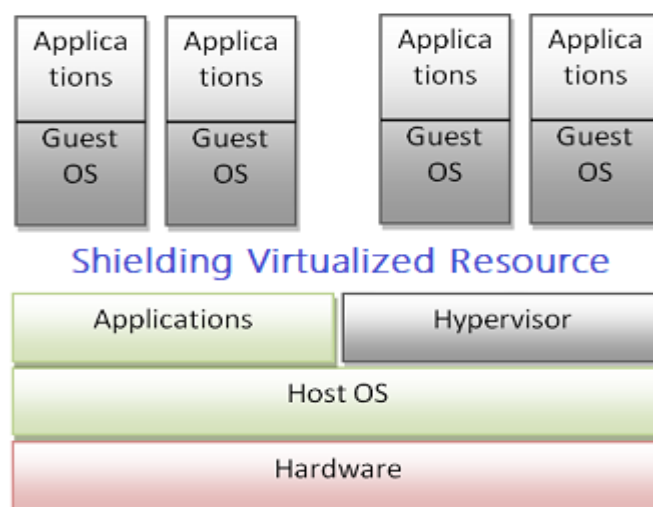 Applica
tions
Guest
OS
Applica
tions
Guest
OS
Applica
tions
Guest
OS
Applica
tions
Guest
OS
Shielding Virtualized Resource
Applications
Hypervisor
Host OS
Hardware